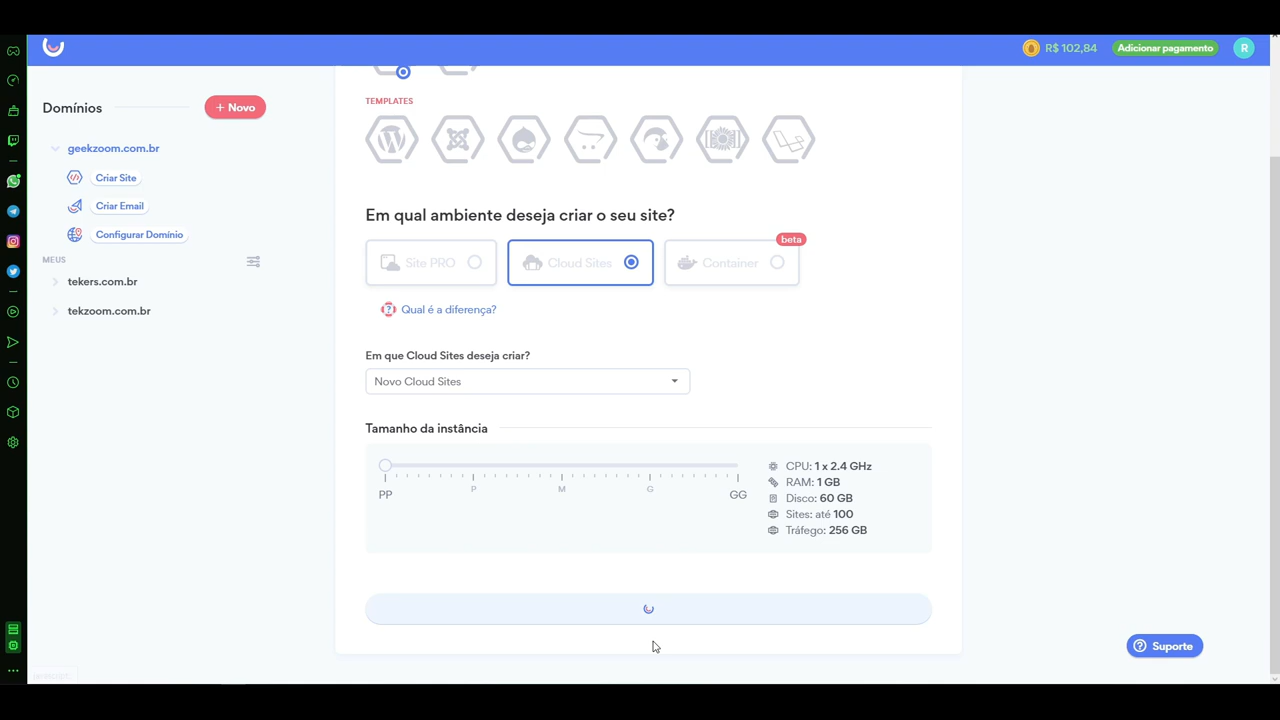 R$ 102,84
Adicionar pagamento
R
Domínios
+ Novo
geekzoom.com.br
Criar Site
Criar Email
Configurar Domínio
MEUS
tekers.com.br
tekzoom.com.br
TEMPLATES
Em qual ambiente deseja criar o seu site?
Site PRO
Cloud Sites
Container
beta
Qual é a diferença?
Em que Cloud Sites deseja criar?
Novo Cloud Sites
Tamanho da instância
PP
P
M
G
GG
CPU: 1 x 2.4 GHz
RAM: 1 GB
Disco: 60 GB
Sites: até 100
Tráfego: 256 GB
Suporte